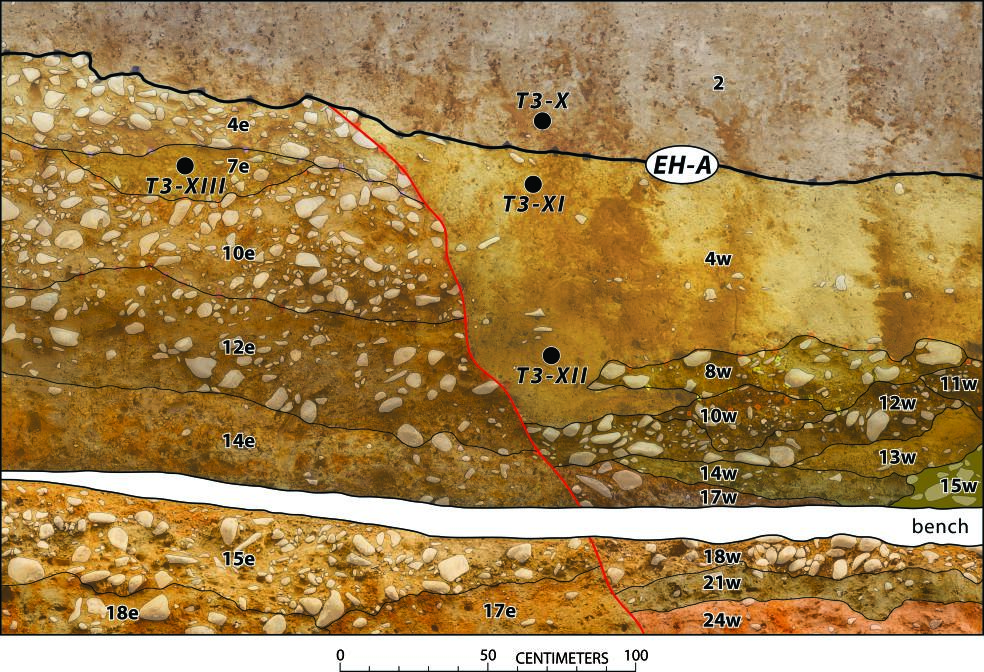 2
T3-X
4e
EH-A
7e
T3-XIII
T3-XI
10e
4w
12e
T3-XII
8w
11w
12w
10w
14e
13w
14w
15w
17w
bench
15e
18w
21w
18e
17e
24w
0 50 CENTIMETERS 100